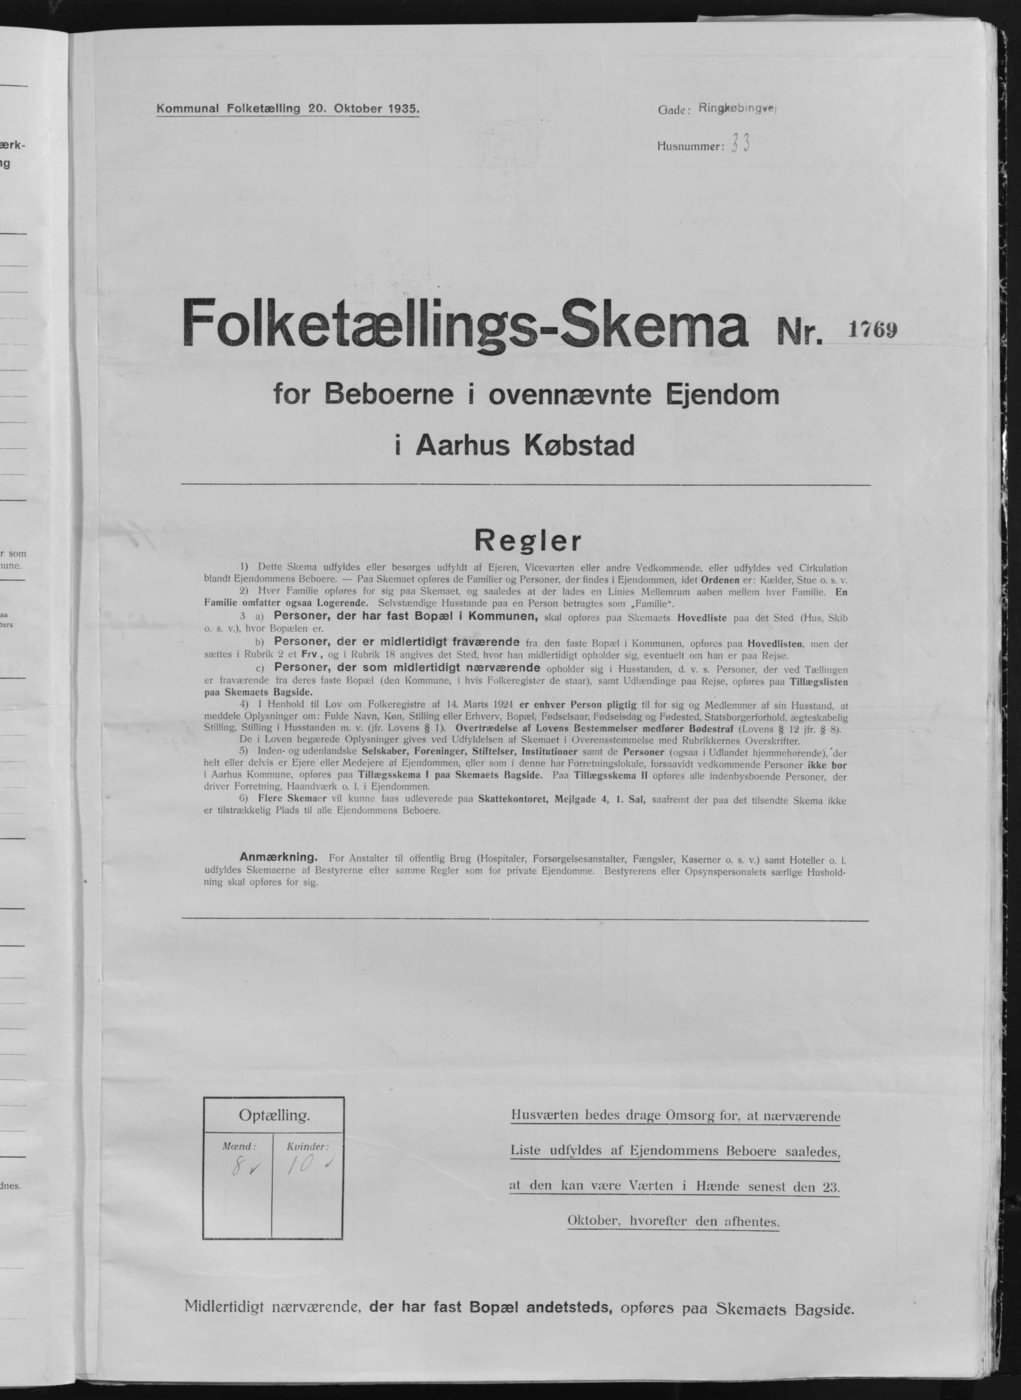 Kommunal Folketælling 20. Oktober 1935.
Gade: Ringkøbingvej
Husnummer: 33
Folketællings-Skema Nr. 1769
for Beboerne i ovennævnte Ejendom
i Aarhus Købstad
Regler
1) Dette Skema udfyldes eller besørges udfyldt af Ejeren, Viceværten eller andre Vedkommende, eller udfyldes ved Cirkulation
blandt Ejendommens Beboere. — Paa Skemaet opføres de Familier og Personer, der findes i Ejendommen, idet Ordenen er: Kælder, Stue o. s. v.
2) Hver Familie opføres for sig paa Skemaet, og saaledes at der lades en Linies Mellemrum aaben mellem hver Familie. En
Familie omfatter ogsaa Logerende. Selvstændige Husstande paa en Person betragtes som „Familie“.
3 a) Personer, der har fast Bopæl i Kommunen, skal opføres paa Skemaets Hovedliste paa det Sted (Hus, Skib
o. s. v.), hvor Bopælen er.
b) Personer, der er midlertidigt fraværende fra den faste Bopæl i Kommunen, opføres paa Hovedlisten, men der
sættes i Rubrik 2 et Frv., og i Rubrik 18 angives det Sted, hvor han midlertidigt opholder sig, eventuelt om han er paa Rejse.
c) Personer, der som midlertidigt nærværende opholder sig i Husstanden, d. v. s. Personer, der ved Tællingen
er fraværende fra deres faste Bopæl (den Kommune, i hvis Folkeregister de staar), samt Udlændinge paa Rejse, opføres paa Tillægslisten
paa Skemaets Bagside.
4) I Henhold til Lov om Folkeregistre af 14. Marts 1924 er enhver Person pligtig til for sig og Medlemmer af sin Husstand, at
meddele Oplysninger om: Fulde Navn, Køn, Stilling eller Erhverv, Bopæl, Fødselsaar, Fødselsdag og Fødested, Statsborgerforhold, ægteskabelig
Stilling, Stilling i Husstanden m. v. (jfr. Lovens § 1). Overtrædelse af Lovens Bestemmelser medfører Bødestraf (Lovens § 12 jfr. § 8).
De i Loven begærede Oplysninger gives ved Udfyldelsen af Skemaet i Overensstemmelse med Rubrikkernes Overskrifter.
5) Inden- og udenlandske Selskaber, Foreninger, Stiftelser, Institutioner samt de Personer (ogsaa i Udlandet hjemmehørende), der
helt eller delvis er Ejere eller Medejere af Ejendommen, eller som i denne har Forretningslokale, forsaavidt vedkommende Personer ikke bor
i Aarhus Kommune, opføres paa Tillægsskema I paa Skemaets Bagside. Paa Tillægsskema II opføres alle indenbysboende Personer, der
driver Forretning, Haandværk o. l. i Ejendommen.
6) Flere Skemaer vil kunne faas udleverede paa Skattekontoret, Mejlgade 4, 1. Sal, saafremt der paa det tilsendte Skema ikke
er tilstrækkelig Plads til alle Ejendommens Beboere.
Anmærkning. For Anstalter til offentlig Brug (Hospitaler, Forsørgelsesanstalter, Fængsler, Kaserner o. s. v.) samt Hoteller o. l.
udfyldes Skemaerne af Bestyrerne efter samme Regler som for private Ejendomme. Bestyrerens eller Opsynspersonalets særlige Hushold-
ning skal opføres for sig.
Optælling.
Mænd: Kvinder:
8 ✓ 10 ✓
Husværten bedes drage Omsorg for, at nærværende
Liste udfyldes af Ejendommens Beboere saaledes,
at den kan være Værten i Hænde senest den 23.
Oktober, hvorefter den afhentes.
Midlertidigt nærværende, der har fast Bopæl andetsteds, opføres paa Skemaets Bagside.